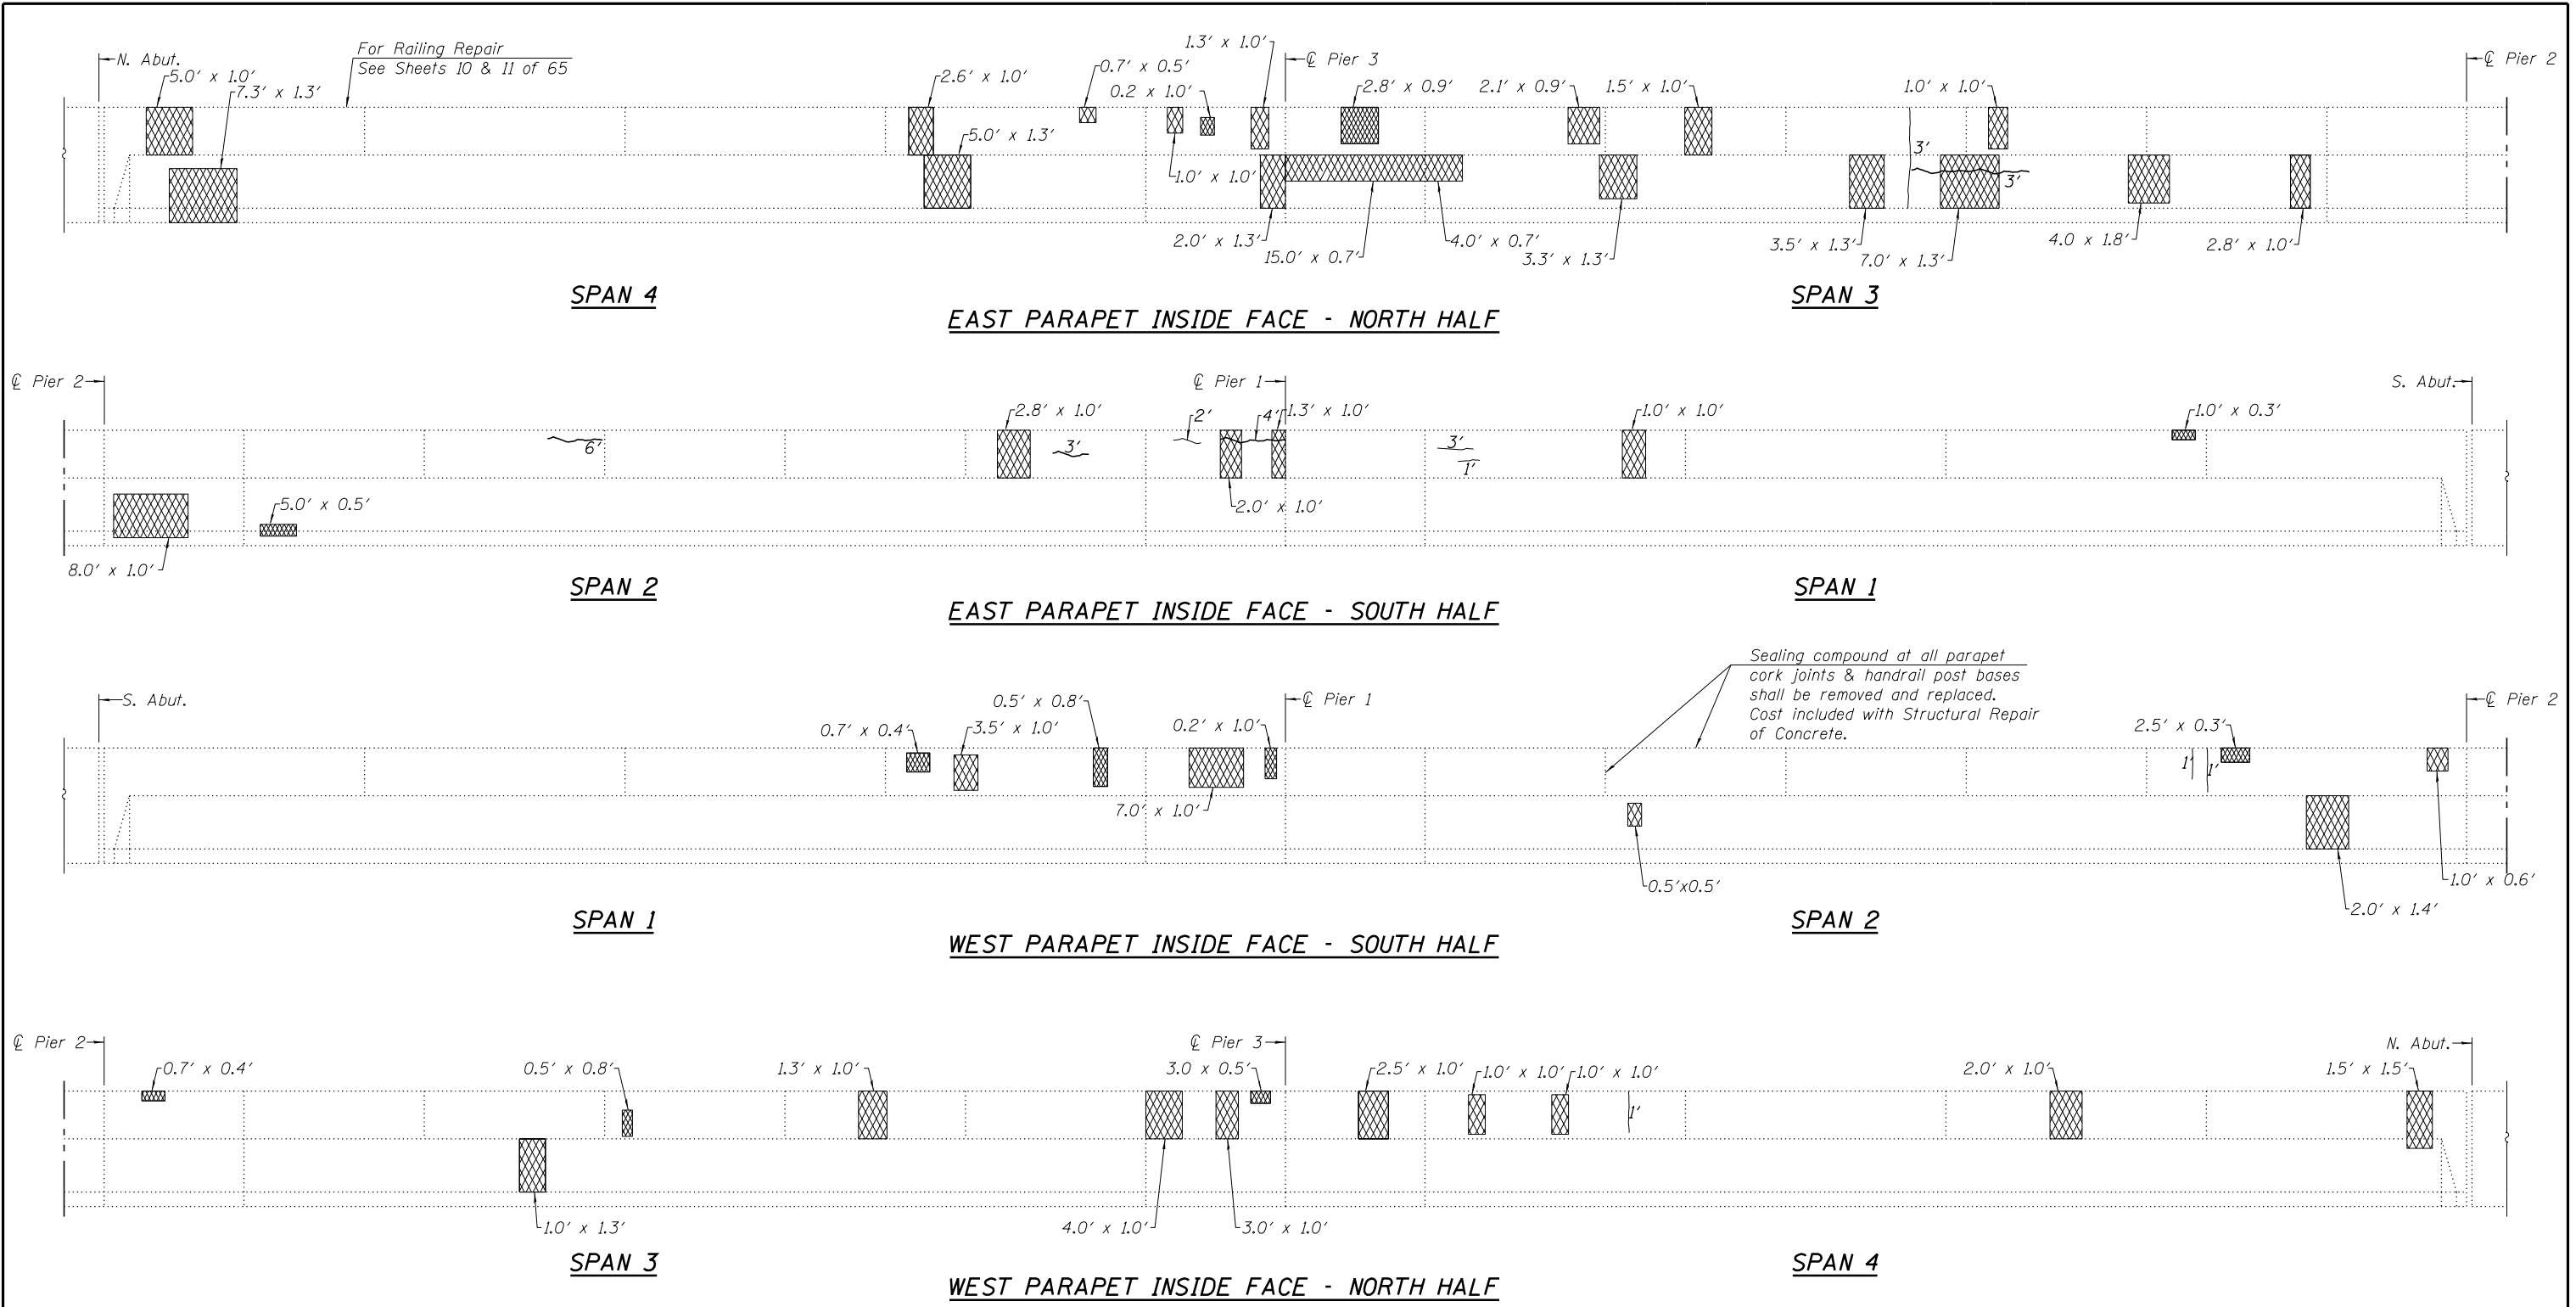 For Railing Repair
See Sheets 10 & 11 of 65
N. Abut.
5.0' x 1.0'
7.3' x 1.3'
2.6' x 1.0'
5.0' x 1.3'
0.7' x 0.5'
0.2 x 1.0'
1.3' x 1.0'
℄ Pier 3
1.0' x 1.0'
2.0' x 1.3'
15.0' x 0.7'
4.0' x 0.7'
2.8' x 0.9'
2.1' x 0.9'
1.5' x 1.0'
3.3' x 1.3'
1.0' x 1.0'
3'
3'
3.5' x 1.3'
7.0' x 1.3'
4.0 x 1.8'
2.8' x 1.0'
℄ Pier 2
SPAN 4
SPAN 3
EAST PARAPET INSIDE FACE - NORTH HALF
℄ Pier 2
8.0' x 1.0'
5.0' x 0.5'
6'
2.8' x 1.0'
3'
2'
4'
℄ Pier 1
1.3' x 1.0'
2.0' x 1.0'
3'
1'
1.0' x 1.0'
1.0' x 0.3'
S. Abut.
SPAN 2
SPAN 1
EAST PARAPET INSIDE FACE - SOUTH HALF
S. Abut.
0.7' x 0.4'
3.5' x 1.0'
0.5' x 0.8'
7.0' x 1.0'
0.2' x 1.0'
℄ Pier 1
Sealing compound at all parapet
cork joints & handrail post bases
shall be removed and replaced.
Cost included with Structural Repair
of Concrete.
0.5'x0.5'
1'
1'
2.5' x 0.3'
2.0' x 1.4'
1.0' x 0.6'
℄ Pier 2
SPAN 1
SPAN 2
WEST PARAPET INSIDE FACE - SOUTH HALF
℄ Pier 2
0.7' x 0.4'
0.5' x 0.8'
1.0' x 1.3'
1.3' x 1.0'
4.0' x 1.0'
3.0' x 1.0'
3.0 x 0.5'
℄ Pier 3
2.5' x 1.0'
1.0' x 1.0'
1.0' x 1.0'
1'
2.0' x 1.0'
1.5' x 1.5'
N. Abut.
SPAN 3
SPAN 4
WEST PARAPET INSIDE FACE - NORTH HALF